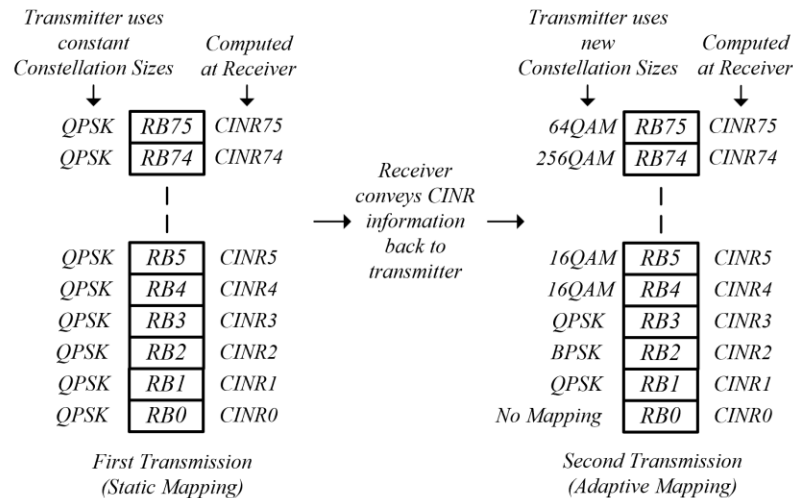 Transmitter uses
constant
Constellation Sizes
Computed
at Receiver
QPSK RB75 CINR75
QPSK RB74 CINR74
QPSK RB5 CINR5
QPSK RB4 CINR4
QPSK RB3 CINR3
QPSK RB2 CINR2
QPSK RB1 CINR1
QPSK RB0 CINR0
First Transmission
(Static Mapping)
Receiver
conveys CINR
information
back to
transmitter
Transmitter uses
new
Constellation Sizes
Computed
at Receiver
64QAM RB75 CINR75
256QAM RB74 CINR74
16QAM RB5 CINR5
16QAM RB4 CINR4
QPSK RB3 CINR3
BPSK RB2 CINR2
QPSK RB1 CINR1
No Mapping RB0 CINR0
Second Transmission
(Adaptive Mapping)